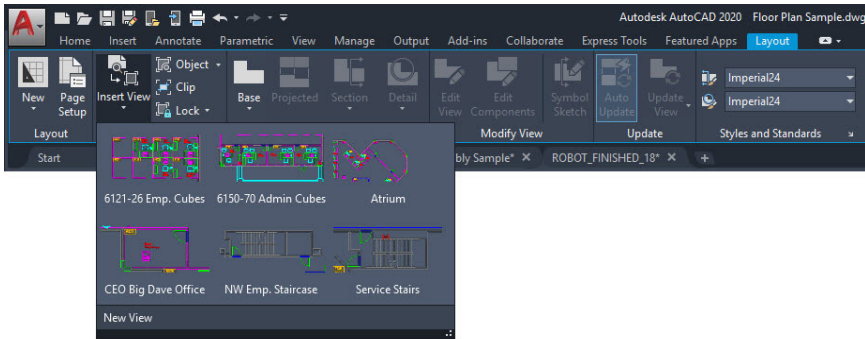 Autodesk AutoCAD 2020 Floor Plan Sample.dwg
Home Insert Annotate Parametric View Manage Output Add-ins Collaborate Express Tools Featured Apps Layout
New
Page Setup
Layout
Insert View
Object
Clip
Lock
Base
Projected
Section
Detail
Edit View
Edit Components
Symbol Sketch
Modify View
Auto Update
Update View
Update
Imperial24
Imperial24
Styles and Standards
Start
bly Sample*
ROBOT_FINISHED_18*
6121-26 Emp. Cubes
6150-70 Admin Cubes
Atrium
CEO Big Dave Office
NW Emp. Staircase
Service Stairs
New View